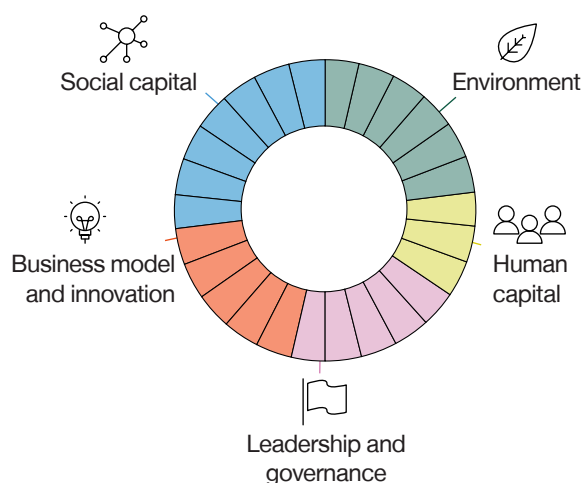 Social capital
Environment
Business model
and innovation
Human
capital
Leadership and
governance